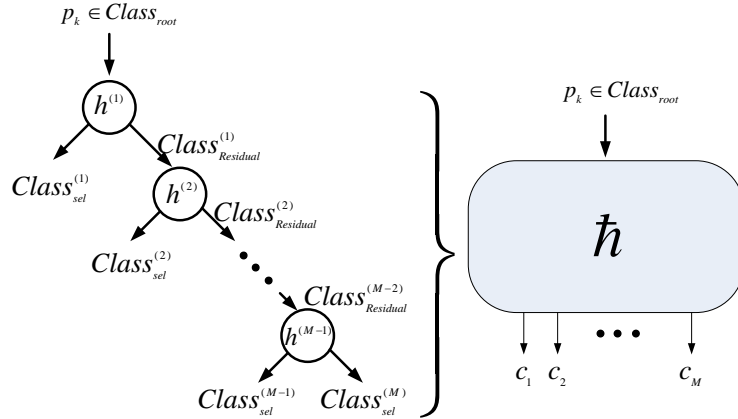 p_k ∈ Class_root
h^(1)
Class_Residual^(1)
Class_sel^(1)
h^(2)
Class_Residual^(2)
Class_sel^(2)
Class_Residual^(M−2)
h^(M−1)
Class_sel^(M−1) Class_sel^(M)
p_k ∈ Class_root
ħ
c_1 c_2 c_M